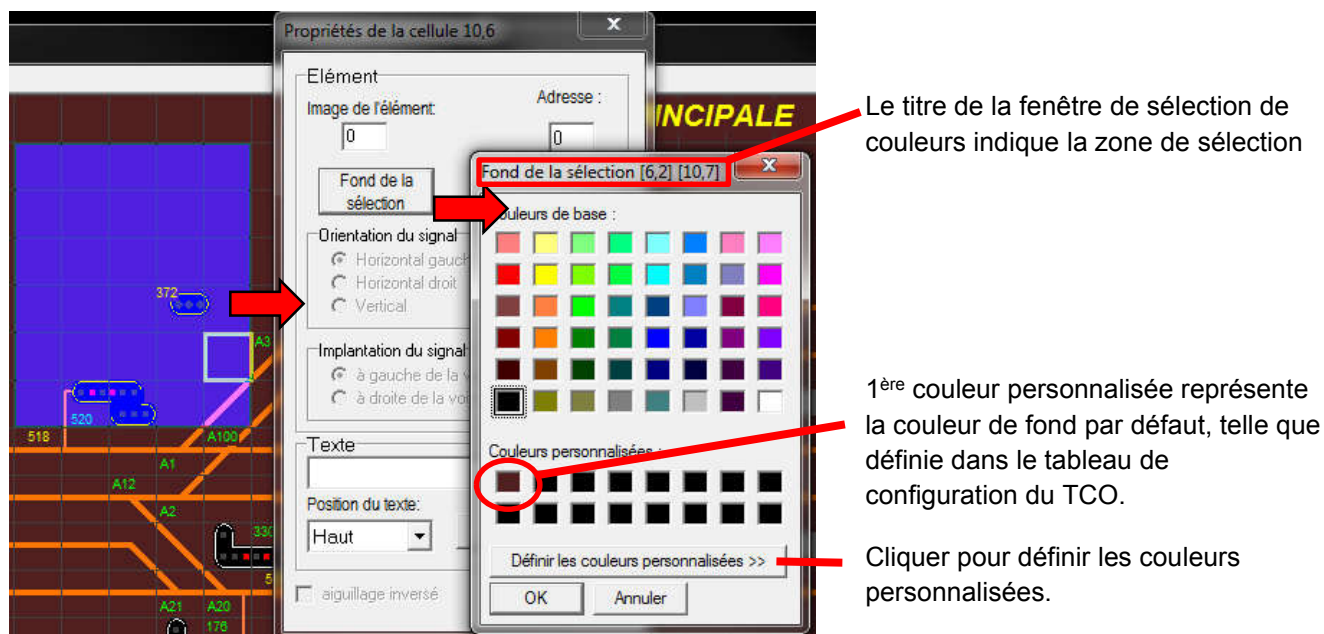 Propriétés de la cellule 10,6
x
Elément
Image de l'élément:
Adresse :
0
0
NCIPALE
Le titre de la fenêtre de sélection de
couleurs indique la zone de sélection
Fond de la
sélection
Fond de la sélection [6,2] [10,7]
x
ouleurs de base :
Orientation du signal
Horizontal gauch
Horizontal droit
Vertical
372
A3
Implantation du signal
à gauche de la v
à droite de la voi
520
518
A100
1ère couleur personnalisée représente
la couleur de fond par défaut, telle que
définie dans le tableau de
configuration du TCO.
Texte
Couleurs personnalisées :
A1
A12
Position du texte:
A2
Haut
330
5
Définir les couleurs personnalisées >>
Cliquer pour définir les couleurs
personnalisées.
aiguillage inversé
OK
Annuler
A21
A20
176